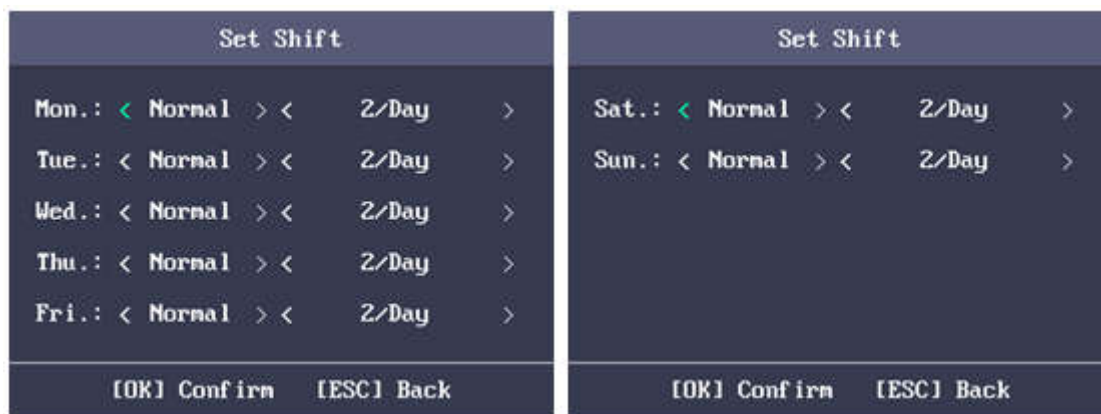 Set Shift
Mon.: < Normal > < 2/Day >
Tue.: < Normal > < 2/Day >
Wed.: < Normal > < 2/Day >
Thu.: < Normal > < 2/Day >
Fri.: < Normal > < 2/Day >
[OK] Confirm [ESC] Back
Set Shift
Sat.: < Normal > < 2/Day >
Sun.: < Normal > < 2/Day >
[OK] Confirm [ESC] Back